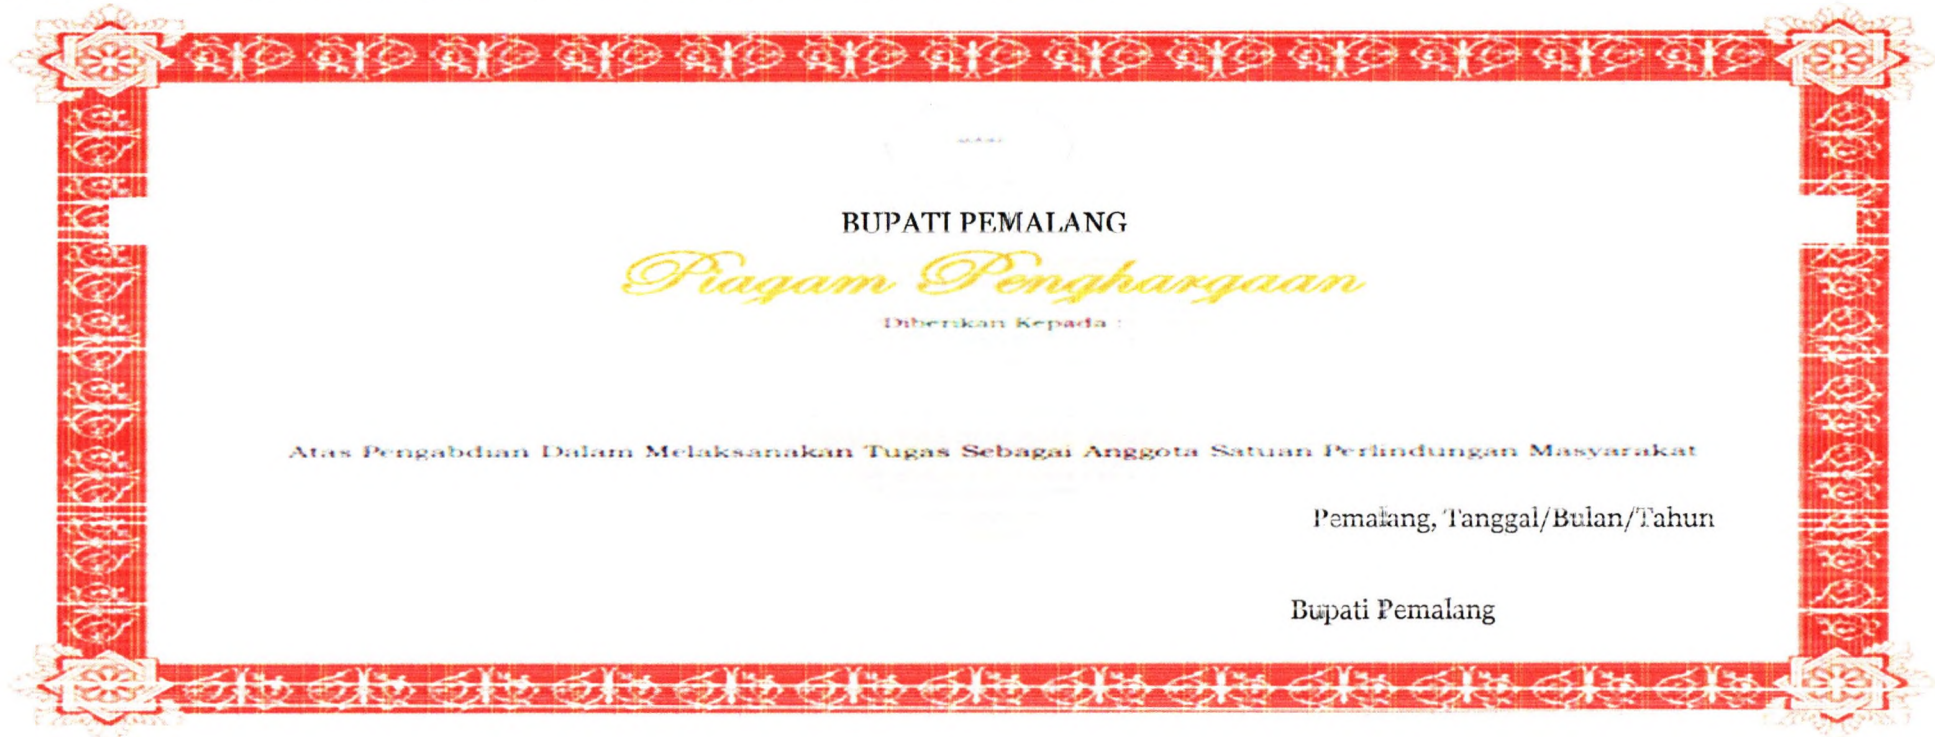 BUPATI PEMALANG
Piagam Penghargaan
Diberikan Kepada :
Atas Pengabdian Dalam Melaksanakan Tugas Sebagai Anggota Satuan Perlindungan Masyarakat
Pemalang, Tanggal/Bulan/Tahun
Bupati Pemalang